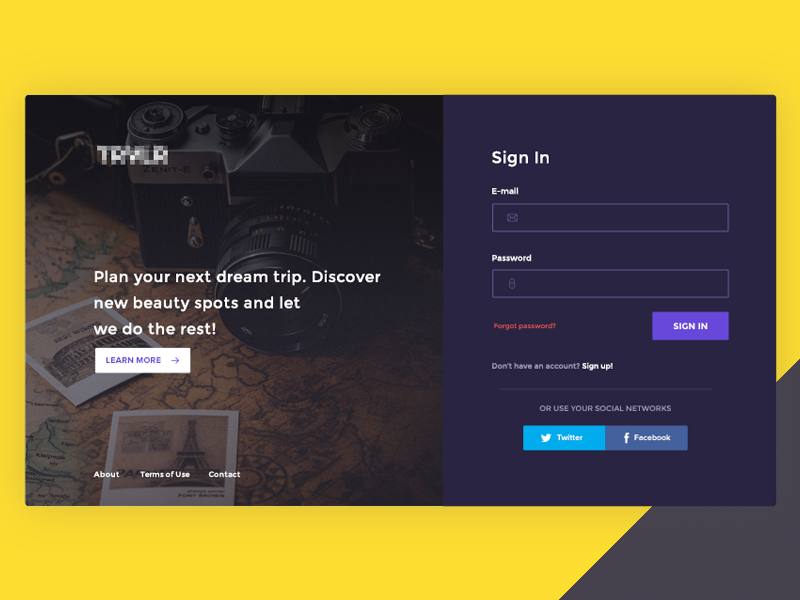 ZENIT-E
Plan your next dream trip. Discover
new beauty spots and let
we do the rest!
LEARN MORE
About
Terms of Use
Contact
Sign In
E-mail
Password
Forgot password?
SIGN IN
Don't have an account? Sign up!
OR USE YOUR SOCIAL NETWORKS
Twitter
Facebook